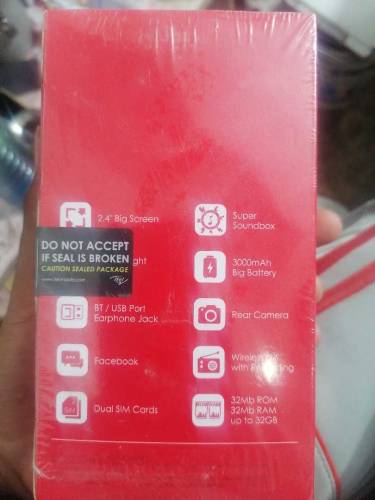 2.4" Big Screen
Super
Soundbox
DO NOT ACCEPT
IF SEAL IS BROKEN
CAUTION SEALED PACKAGE
3000mAh
Big Battery
BT / USB Port
Earphone Jack
Rear Camera
Facebook
Wireless
with
Dual SIM Cards
SIM
32Mb ROM
32Mb RAM
up to 32GB